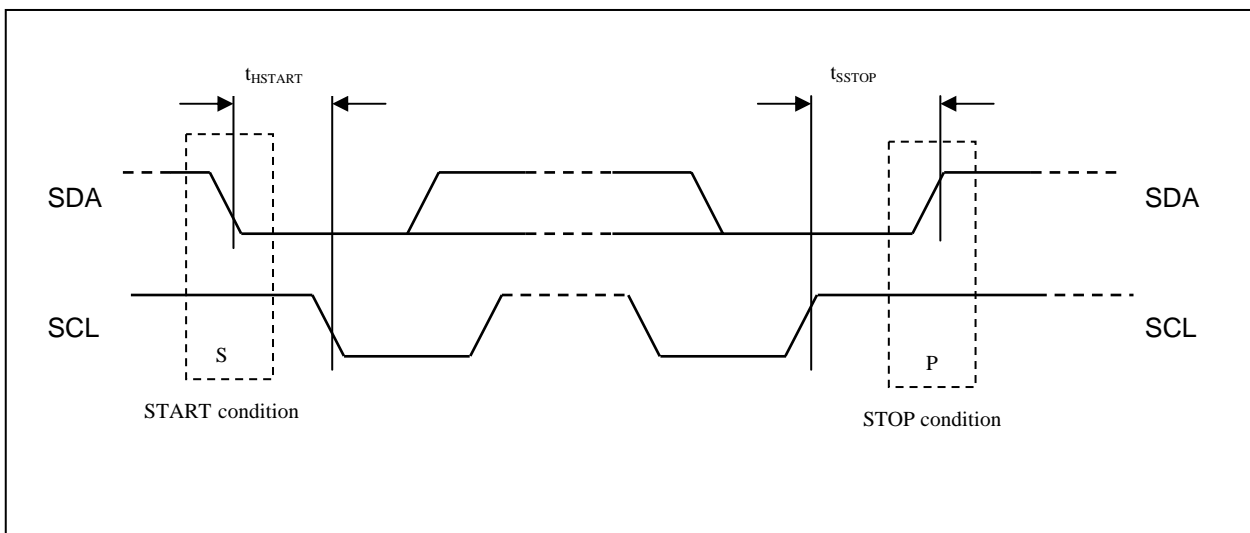 tHSTART
tSSTOP
SDA
SDA
SCL
SCL
S
P
START condition
STOP condition